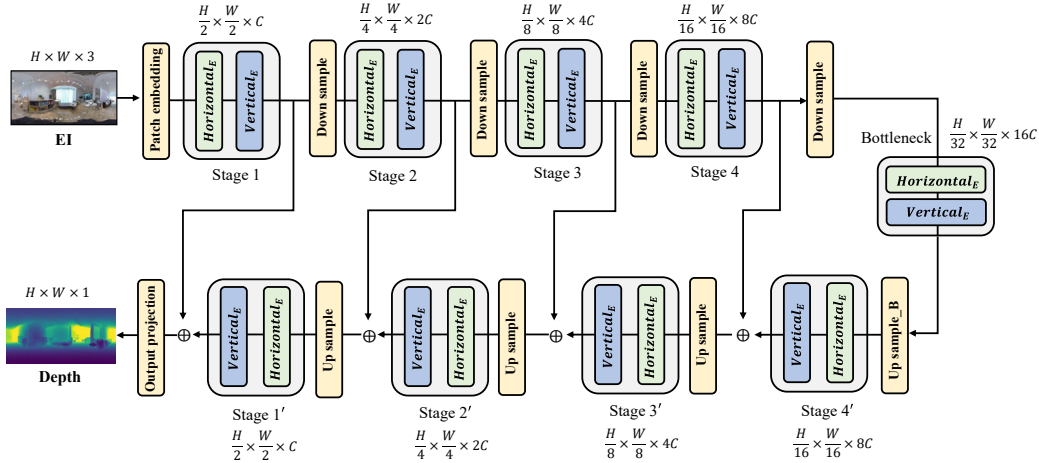 H × W × 3
EI
Patch embedding
H/2 × W/2 × C
Horizontal_E
Vertical_E
Stage 1
Down sample
H/4 × W/4 × 2C
Horizontal_E
Vertical_E
Stage 2
Down sample
H/8 × W/8 × 4C
Horizontal_E
Vertical_E
Stage 3
Down sample
H/16 × W/16 × 8C
Horizontal_E
Vertical_E
Stage 4
Down sample
Bottleneck
H/32 × W/32 × 16C
Horizontal_E
Vertical_E
H × W × 1
Depth
Output projection
⊕
Vertical_E
Horizontal_E
Stage 1′
H/2 × W/2 × C
Up sample
⊕
Vertical_E
Horizontal_E
Stage 2′
H/4 × W/4 × 2C
Up sample
⊕
Vertical_E
Horizontal_E
Stage 3′
H/8 × W/8 × 4C
Up sample
⊕
Vertical_E
Horizontal_E
Stage 4′
H/16 × W/16 × 8C
Up sample_B